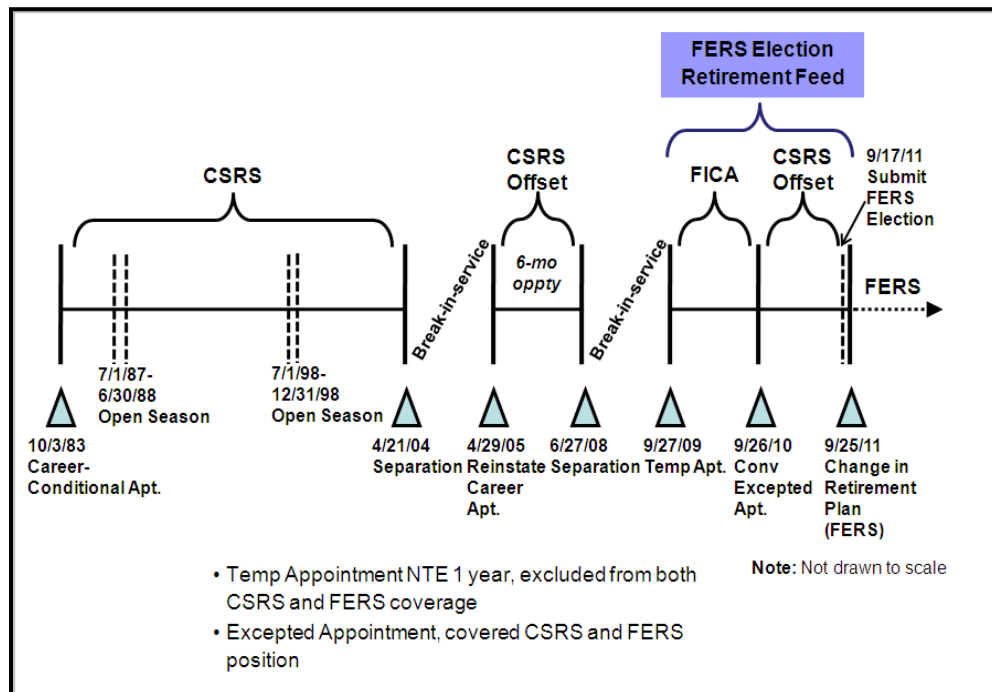 FERS Election
Retirement Feed
CSRS
CSRS
Offset
FICA
CSRS
Offset
9/17/11
Submit
FERS
Election
Break-in-service
6-mo
oppty
Break-in-service
FERS
7/1/87-
6/30/88
Open Season
7/1/98-
12/31/98
Open Season
10/3/83
Career-
Conditional Apt.
4/21/04
Separation
4/29/05
Reinstate
Career
Apt.
6/27/08
Separation
9/27/09
Temp Apt.
9/26/10
Conv
Excepted
Apt.
9/25/11
Change in
Retirement
Plan
(FERS)
• Temp Appointment NTE 1 year, excluded from both
CSRS and FERS coverage
• Excepted Appointment, covered CSRS and FERS
position
Note: Not drawn to scale